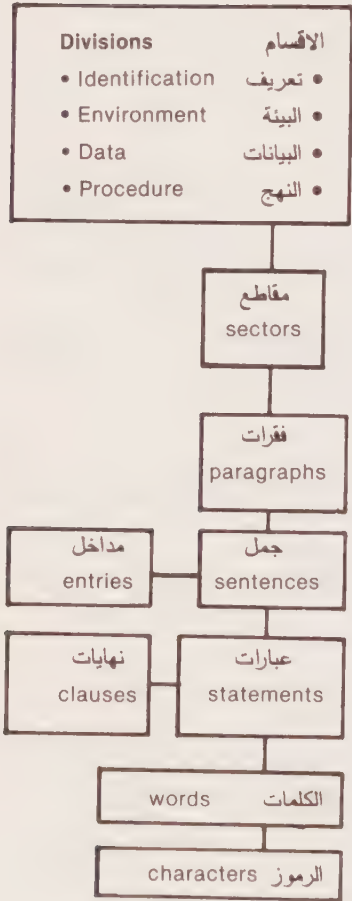 Divisions الاقسام
• Identification تعريف •
• Environment البيئة •
• Data البيانات •
• Procedure النهج •
مقاطع
sectors
فقرات
paragraphs
مداخل
entries
جمل
sentences
نهايات
clauses
عبارات
statements
words الكلمات
characters الرموز